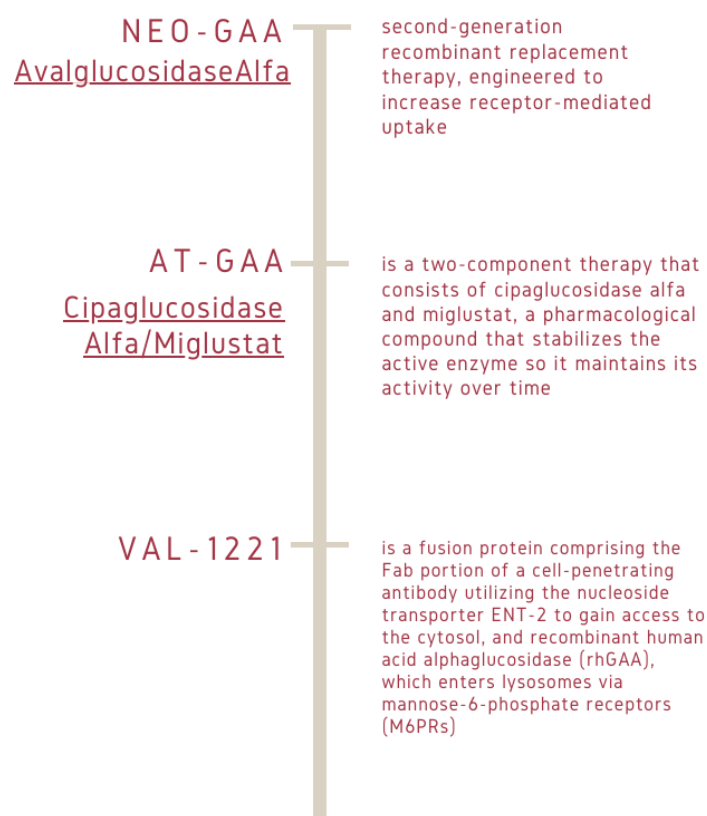 NEO-GAA
AvalglucosidaseAlfa
second-generation
recombinant replacement
therapy, engineered to
increase receptor-mediated
uptake
AT-GAA
Cipaglucosidase
Alfa/Miglustat
is a two-component therapy that
consists of cipaglucosidase alfa
and miglustat, a pharmacological
compound that stabilizes the
active enzyme so it maintains its
activity over time
VAL-1221
is a fusion protein comprising the
Fab portion of a cell-penetrating
antibody utilizing the nucleoside
transporter ENT-2 to gain access to
the cytosol, and recombinant human
acid alphaglucosidase (rhGAA),
which enters lysosomes via
mannose-6-phosphate receptors
(M6PRs)